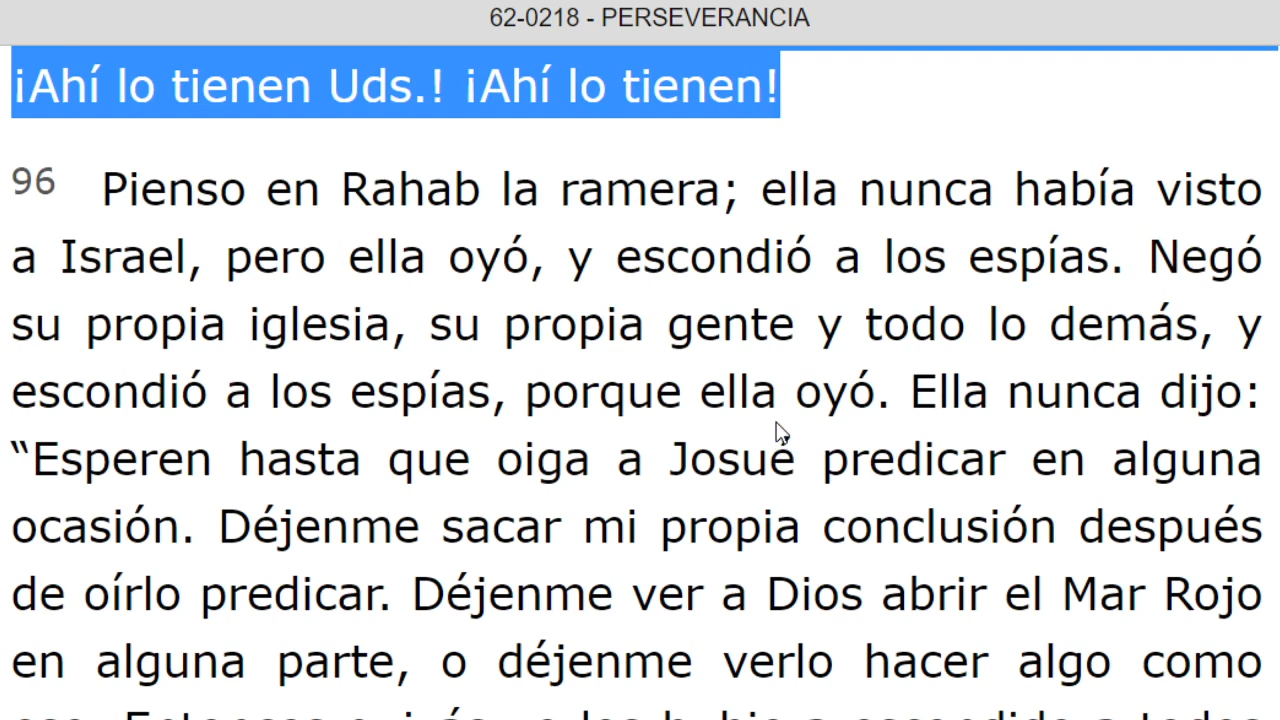 62-0218 - PERSEVERANCIA
¡Ahí lo tienen Uds.! ¡Ahí lo tienen!
96 Pienso en Rahab la ramera; ella nunca había visto
a Israel, pero ella oyó, y escondió a los espías. Negó
su propia iglesia, su propia gente y todo lo demás, y
escondió a los espías, porque ella oyó. Ella nunca dijo:
“Esperen hasta que oiga a Josué predicar en alguna
ocasión. Déjenme sacar mi propia conclusión después
de oírlo predicar. Déjenme ver a Dios abrir el Mar Rojo
en alguna parte, o déjenme verlo hacer algo como